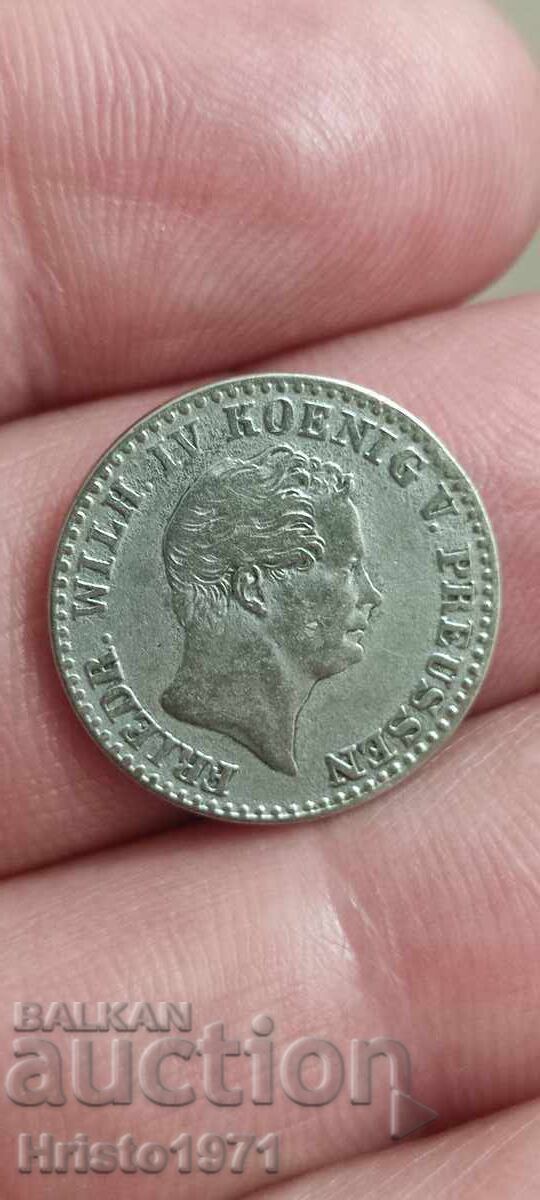 FRIEDR. WILH. IV KOENIG V. PREUSSEN
BALKAN
auction
Hristo1971